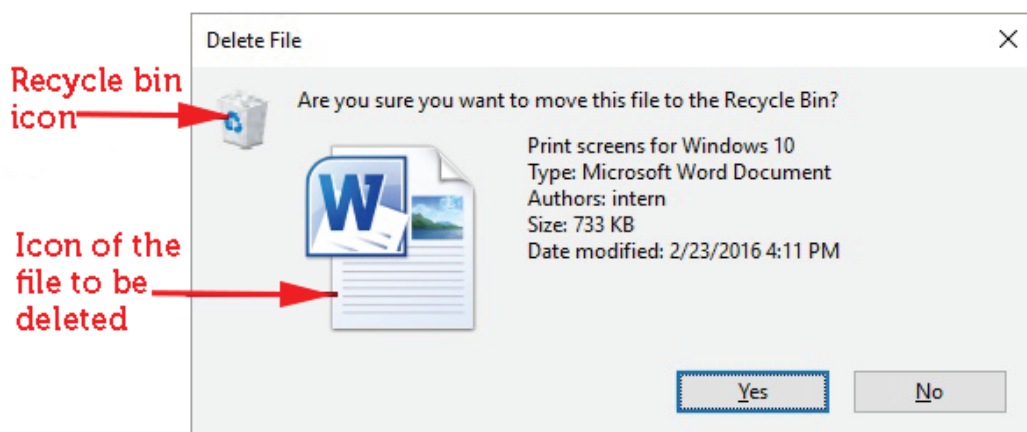 Delete File
Recycle bin
icon
Are you sure you want to move this file to the Recycle Bin?
Print screens for Windows 10
Type: Microsoft Word Document
Authors: intern
Size: 733 KB
Date modified: 2/23/2016 4:11 PM
W
Icon of the
file to be
deleted
Yes
No